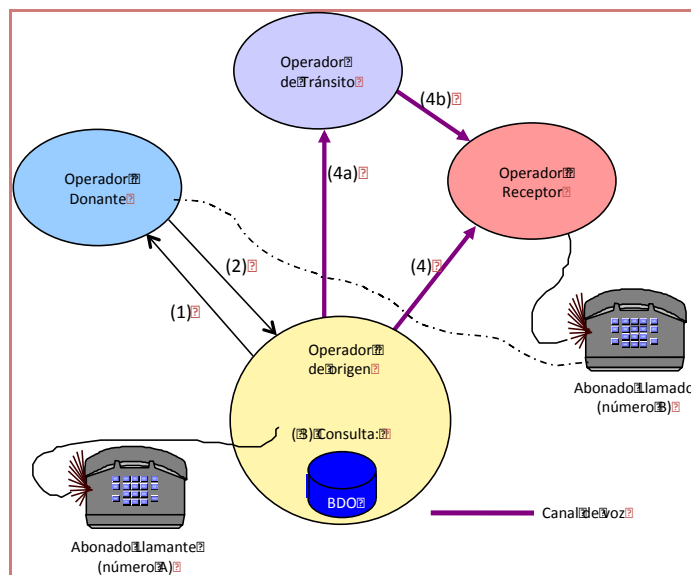 Operador
de Tránsito
(4b)
Operador
Donante
(4a)
Operador
Receptor
(2)
(4)
(1)
Operador
de origen
Abonado Llamado
(número B)
(3) Consulta:
BDO
Canal de voz
Abonado Llamante
(número A)